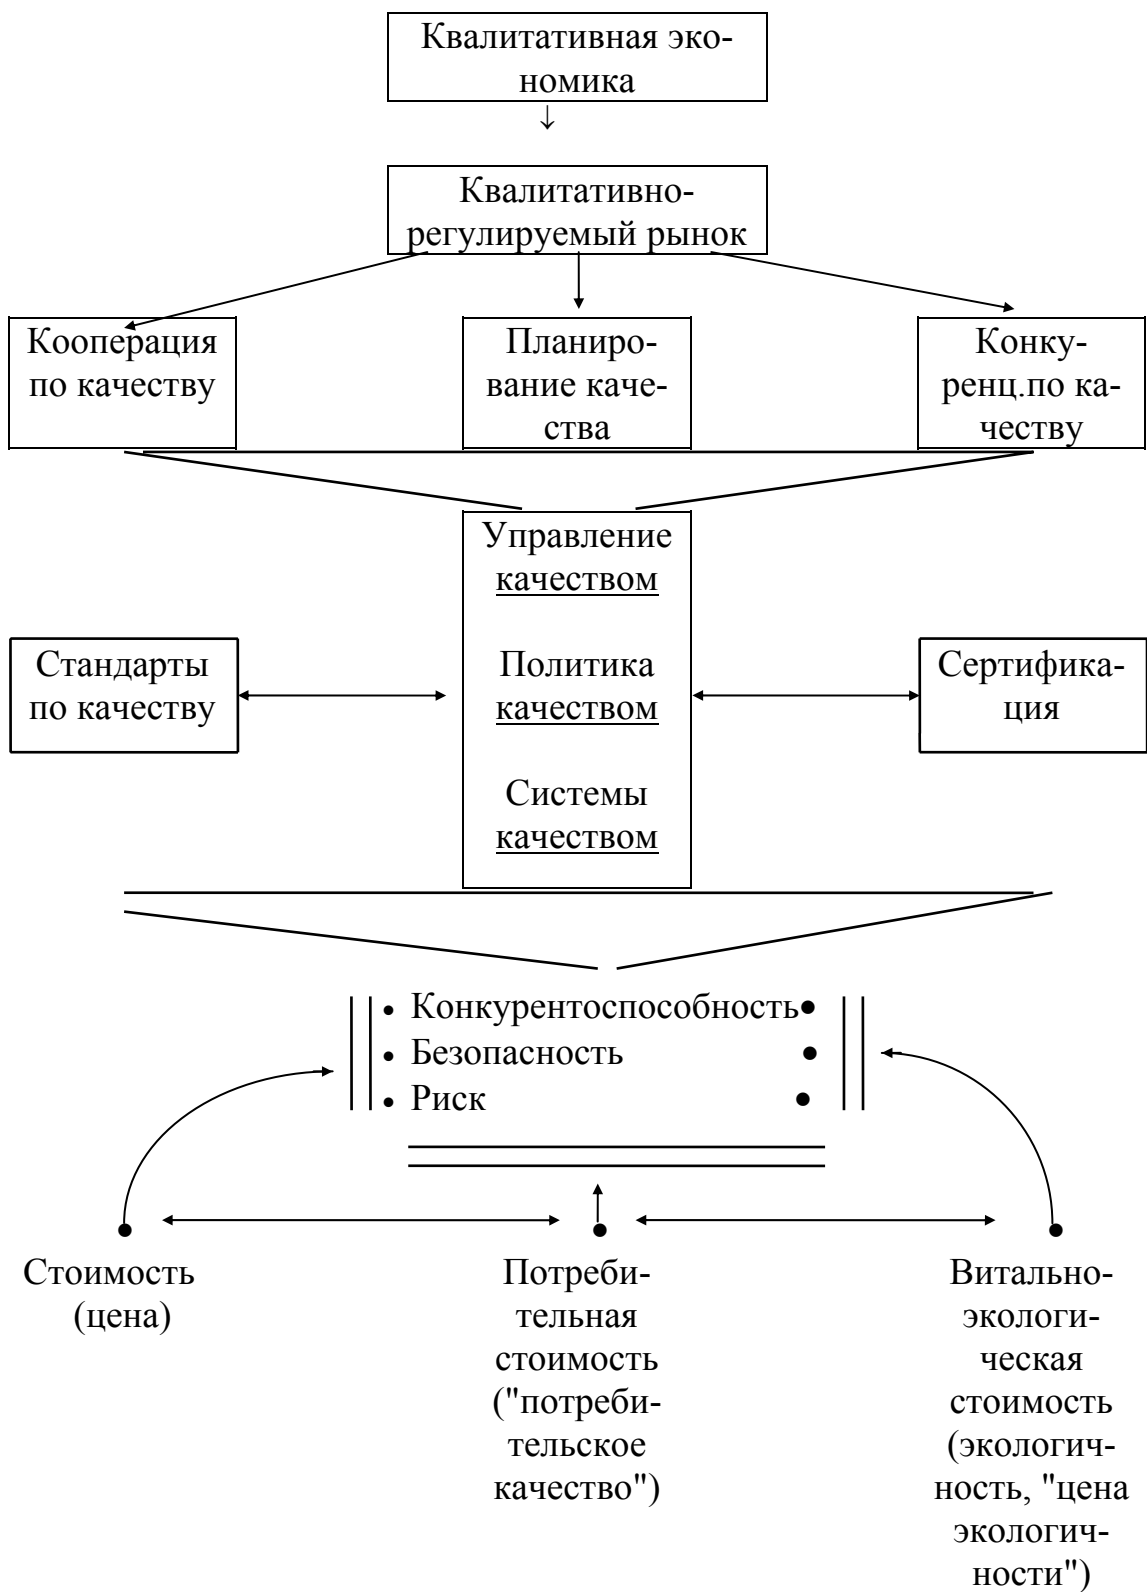 Квалитативная эко-
номика
↓
Квалитативно-
регулируемый рынок
Кооперация
по качеству
Планиро-
вание каче-
ства
Конку-
ренц.по ка-
честву
Управление
качеством
Политика
качеством
Системы
качеством
Стандарты
по качеству
Сертифика-
ция
• Конкурентоспособность•
• Безопасность •
• Риск •
Стоимость
(цена)
Потреби-
тельная
стоимость
("потреби-
тельское
качество")
Витально-
экологи-
ческая
стоимость
(экологич-
ность, "цена
экологич-
ности")